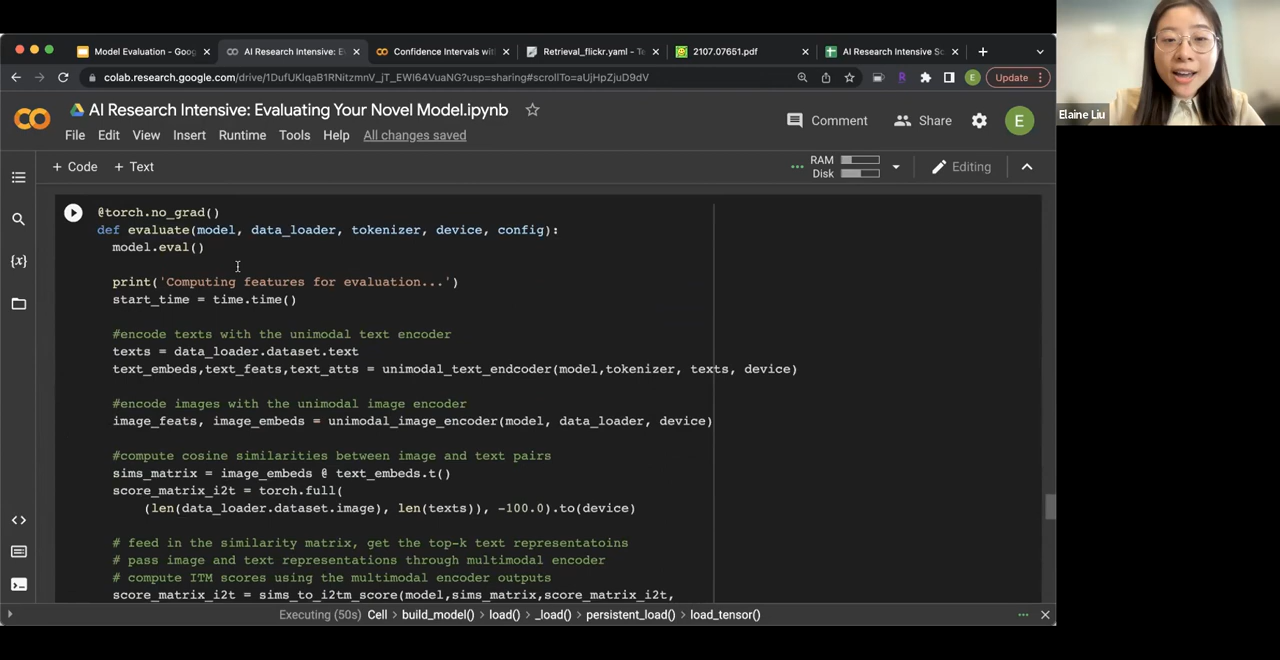 Model Evaluation - Goog
AI Research Intensive: E
Confidence Intervals wit
Retrieval_flickr.yaml - Te
2107.07651.pdf
AI Research Intensive Sc
colab.research.google.com/drive/1DufUKlqaB1RNitzmnV_jT_EWI64VuaNG?usp=sharing#scrollTo=aUjHpZjuD9dV
E
Update
CO
AI Research Intensive: Evaluating Your Novel Model.ipynb
File Edit View Insert Runtime Tools Help All changes saved
Comment
Share
E
+ Code + Text
RAM
Disk
Editing
@torch.no_grad()
def evaluate(model, data_loader, tokenizer, device, config):
model.eval()
print('Computing features for evaluation...')
start_time = time.time()
#encode texts with the unimodal text encoder
texts = data_loader.dataset.text
text_embeds,text_feats,text_atts = unimodal_text_endcoder(model,tokenizer, texts, device)
#encode images with the unimodal image encoder
image_feats, image_embeds = unimodal_image_encoder(model, data_loader, device)
#compute cosine similarities between image and text pairs
sims_matrix = image_embeds @ text_embeds.t()
score_matrix_i2t = torch.full(
(len(data_loader.dataset.image), len(texts)), -100.0).to(device)
# feed in the similarity matrix, get the top-k text representatoins
# pass image and text representations through multimodal encoder
# compute ITM scores using the multimodal encoder outputs
score_matrix_i2t = sims_to_i2tm_score(model,sims_matrix,score_matrix_i2t,
Executing (50s) Cell > build_model() > load() > _load() > persistent_load() > load_tensor()
Elaine Liu